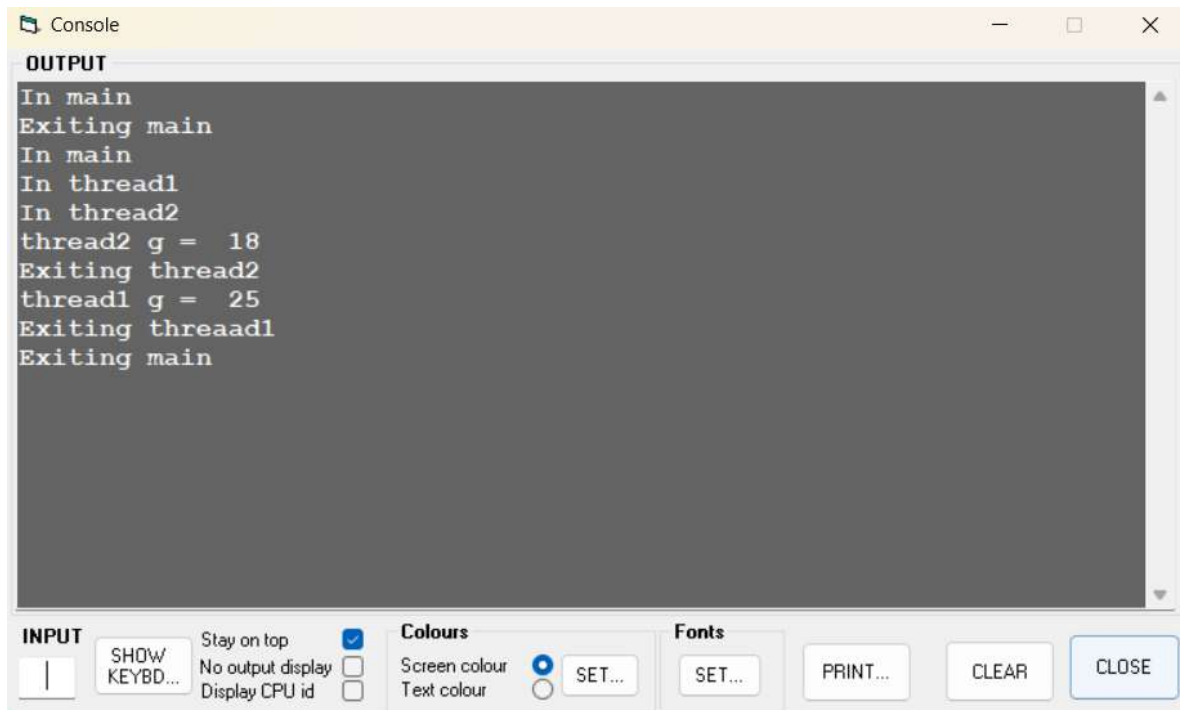 Console
OUTPUT
In main
Exiting main
In main
In thread1
In thread2
thread2 g =  18
Exiting thread2
thread1 g =  25
Exiting threaad1
Exiting main
INPUT
SHOW
KEYBD...
Stay on top
No output display
Display CPU id
Colours
Screen colour
Text colour
SET...
Fonts
SET...
PRINT...
CLEAR
CLOSE